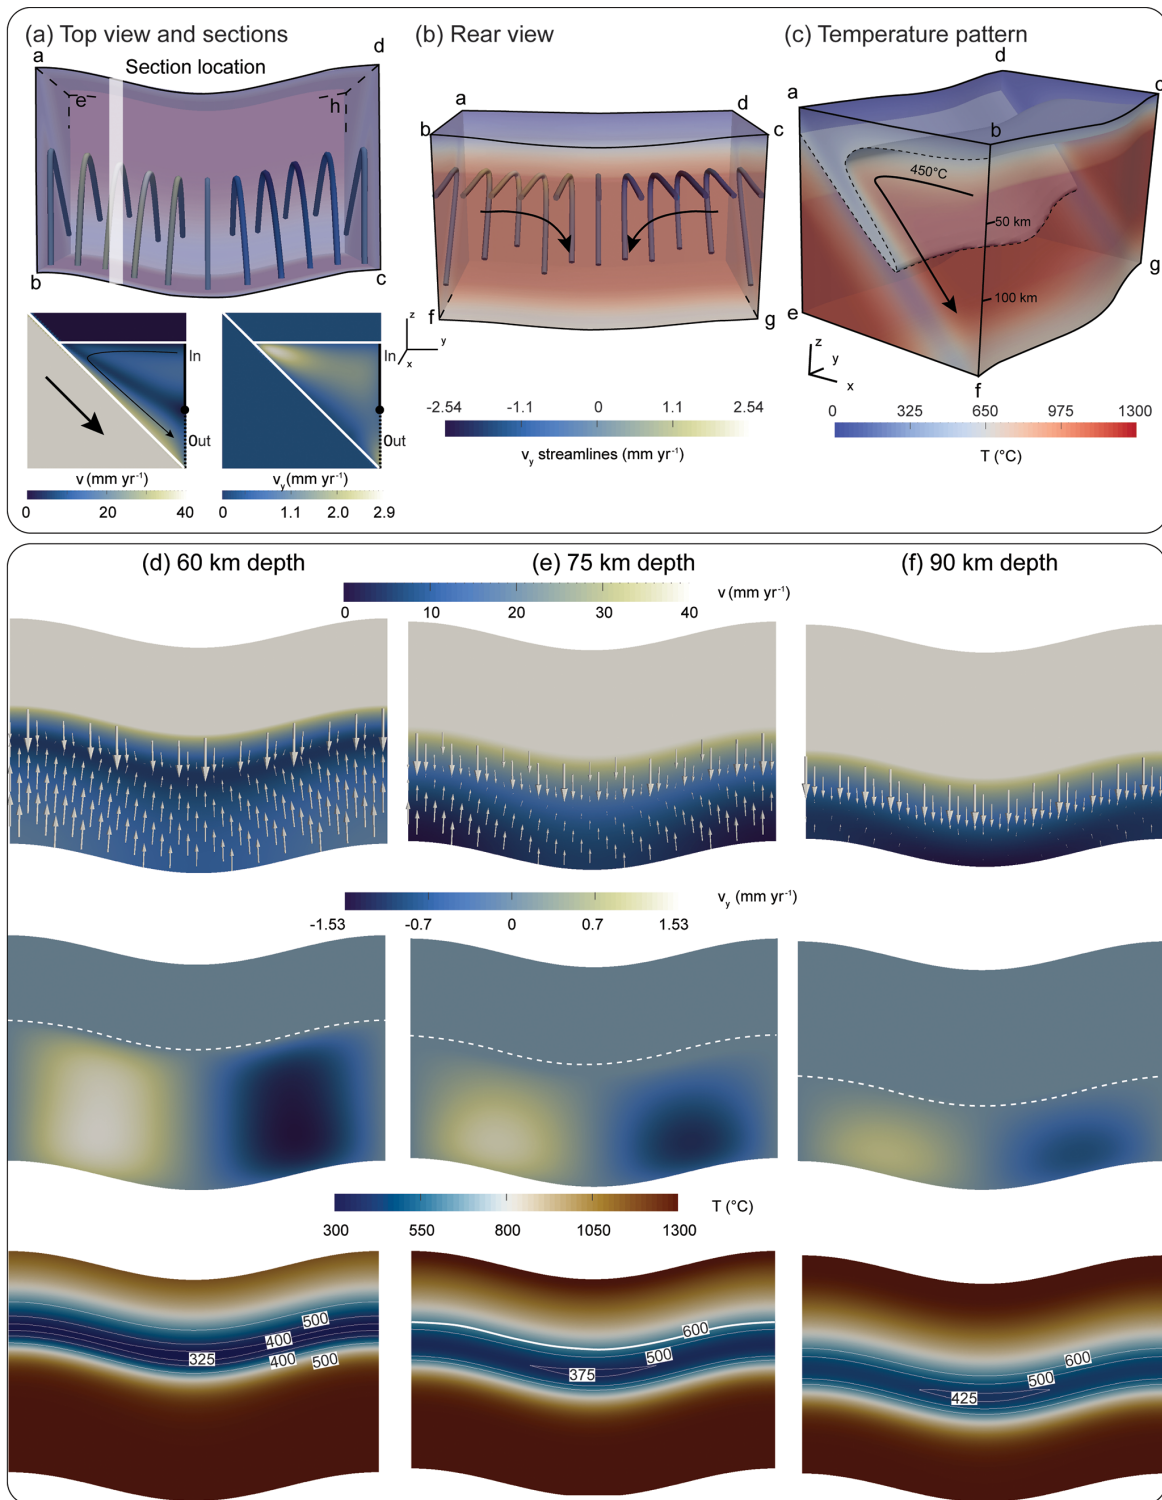 (a) Top view and sections
a
d
Section location
e
h
b
c
In
Out
v (mm yr-1)
0 20 40
In
Out
vy (mm yr-1)
0 1.1 2.0 2.9
(b) Rear view
a
d
b
c
f
g
z
y
x
-2.54 -1.1 0 1.1 2.54
vy streamlines (mm yr-1)
(c) Temperature pattern
d
a
c
b
450°C
50 km
g
100 km
e
f
z
y
x
0 325 650 975 1300
T (°C)
(d) 60 km depth
(e) 75 km depth
(f) 90 km depth
v (mm yr-1)
0 10 20 30 40
vy (mm yr-1)
-1.53 -0.7 0 0.7 1.53
T (°C)
300 550 800 1050 1300
500
400
325
400
500
600
500
375
600
500
425